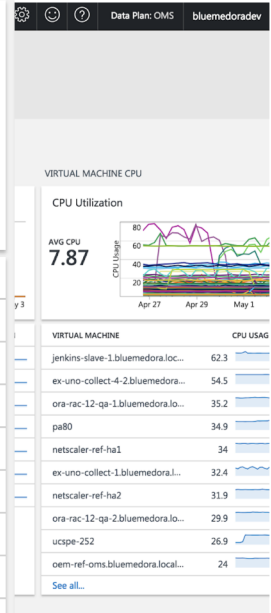 Data Plan: OMS bluemedoradev
VIRTUAL MACHINE CPU
CPU Utilization
AVG CPU
7.87
CPU Usage
80
60
40
20
Apr 27 Apr 29 May 1
y 3
VIRTUAL MACHINE CPU USAG
jenkins-slave-1.bluemedora.loc... 62.3
ex-uno-collect-4-2.bluemedora... 54.5
ora-rac-12-qa-1.bluemedora.lo... 35.2
pa80 34.9
netscaler-ref-ha1 34
ex-uno-collect-1.bluemedora.l... 32.4
netscaler-ref-ha2 31.9
ora-rac-12-qa-2.bluemedora.lo... 29.9
ucspe-252 26.9
oem-ref-oms.bluemedora.local... 24
See all...